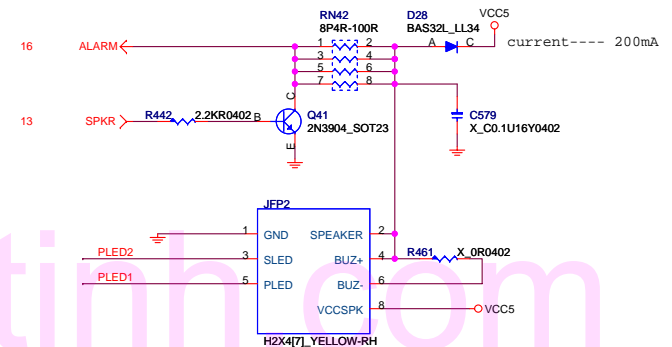 RN42
8P4R-100R
D28
BAS32L_LL34
VCC5
16 ALARM
1 2
3 4
5 6
7 8
A C
current---- 200mA
13 SPKR
R442 2.2KR0402
B
C
E
Q41
2N3904_SOT23
C579
X_C0.1U16Y0402
JFP2
1 GND SPEAKER 2
PLED2 3 SLED BUZ+ 4 R461 X_0R0402
PLED1 5 PLED BUZ- 6
VCCSPK 8 VCC5
H2X4[7]_YELLOW-RH
tinh.com